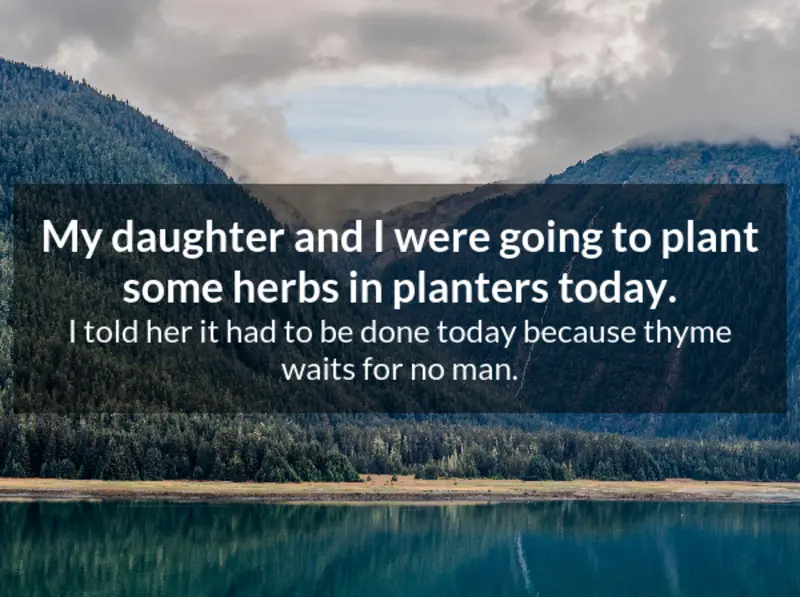 My daughter and I were going to plant
some herbs in planters today.
I told her it had to be done today because thyme
waits for no man.